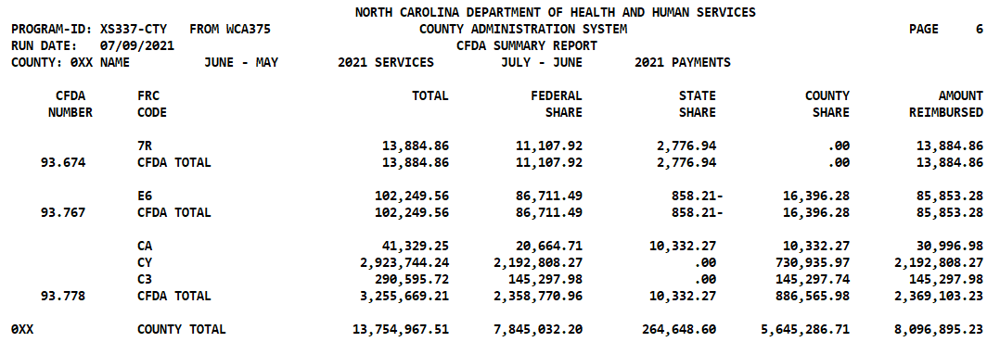 NORTH CAROLINA DEPARTMENT OF HEALTH AND HUMAN SERVICES
PROGRAM-ID: XS337-CTY FROM WCA375 COUNTY ADMINISTRATION SYSTEM PAGE 6
RUN DATE: 07/09/2021 CFDA SUMMARY REPORT
COUNTY: 0XX NAME JUNE - MAY 2021 SERVICES JULY - JUNE 2021 PAYMENTS
CFDA FRC TOTAL FEDERAL STATE COUNTY AMOUNT
NUMBER CODE SHARE SHARE SHARE REIMBURSED
7R 13,884.86 11,107.92 2,776.94 .00 13,884.86
93.674 CFDA TOTAL 13,884.86 11,107.92 2,776.94 .00 13,884.86
E6 102,249.56 86,711.49 858.21- 16,396.28 85,853.28
93.767 CFDA TOTAL 102,249.56 86,711.49 858.21- 16,396.28 85,853.28
CA 41,329.25 20,664.71 10,332.27 10,332.27 30,996.98
CY 2,923,744.24 2,192,808.27 .00 730,935.97 2,192,808.27
C3 290,595.72 145,297.98 .00 145,297.74 145,297.98
93.778 CFDA TOTAL 3,255,669.21 2,358,770.96 10,332.27 886,565.98 2,369,103.23
0XX COUNTY TOTAL 13,754,967.51 7,845,032.20 264,648.60 5,645,286.71 8,096,895.23